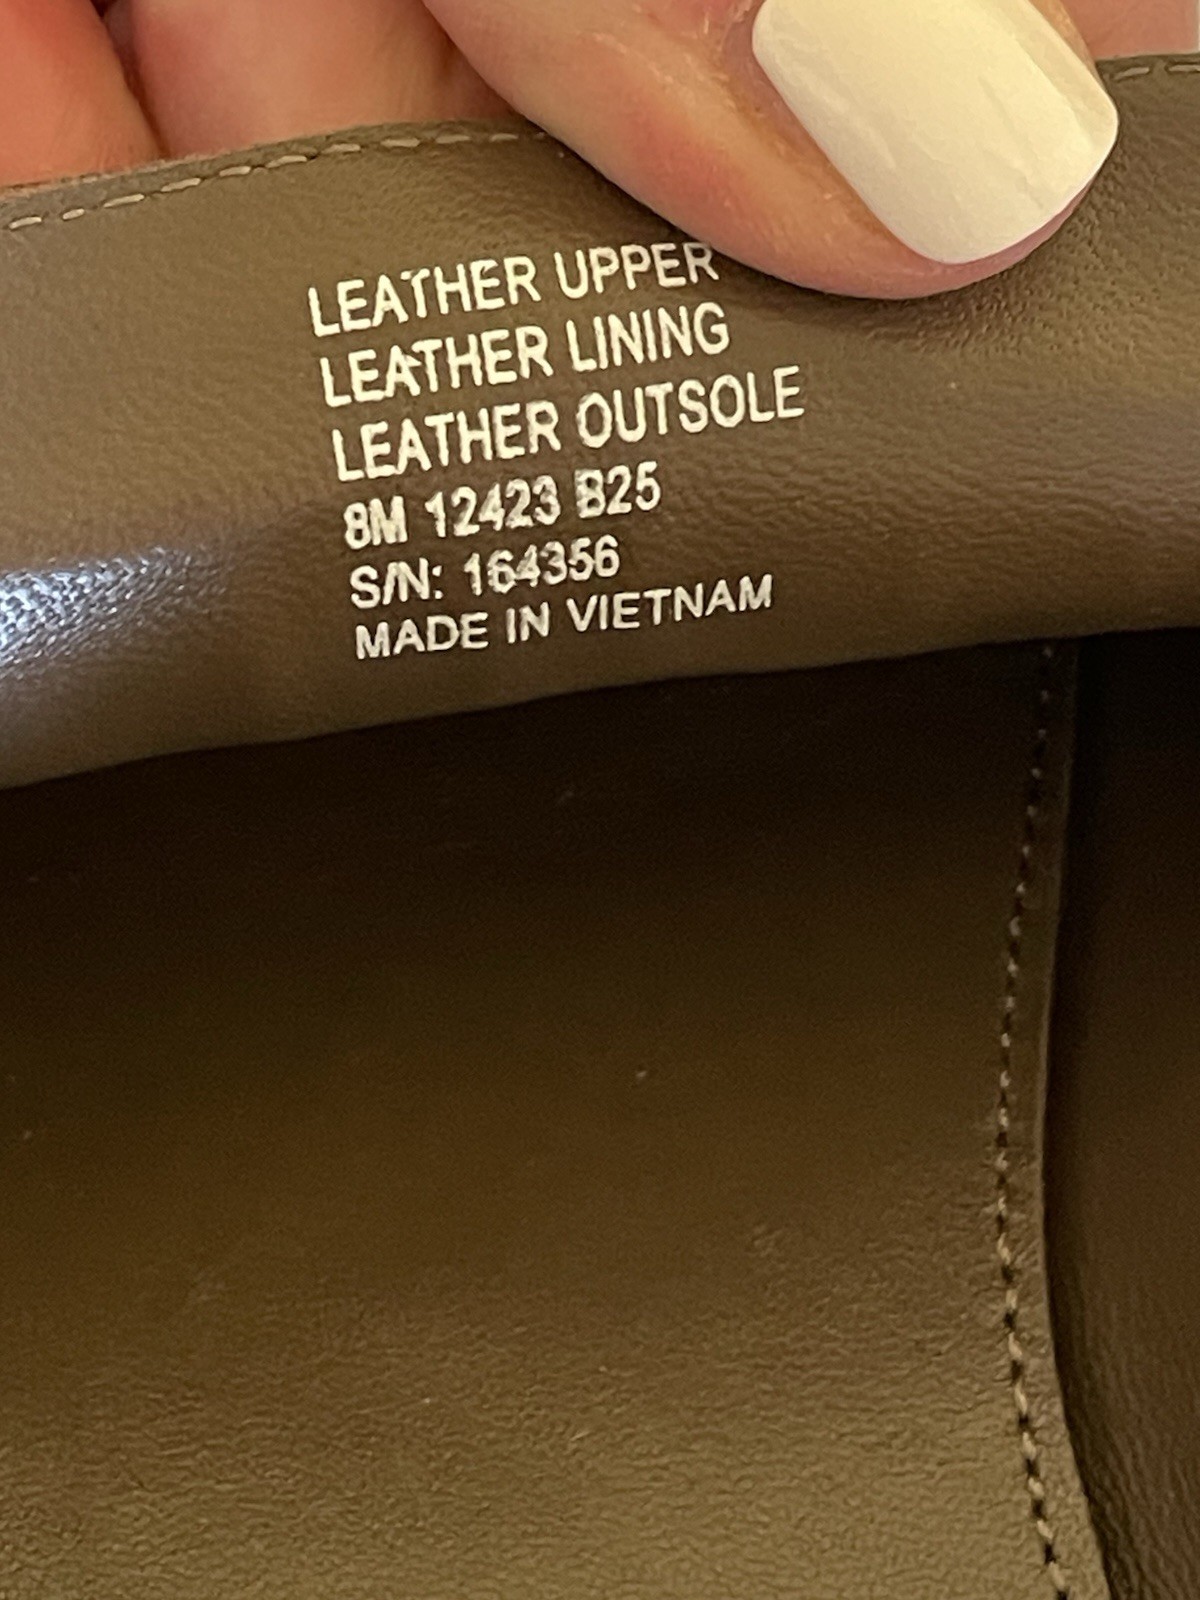 LEATHER UPPER
LEATHER LINING
LEATHER OUTSOLE
8M 12423 B25
S/N: 164356
MADE IN VIETNAM